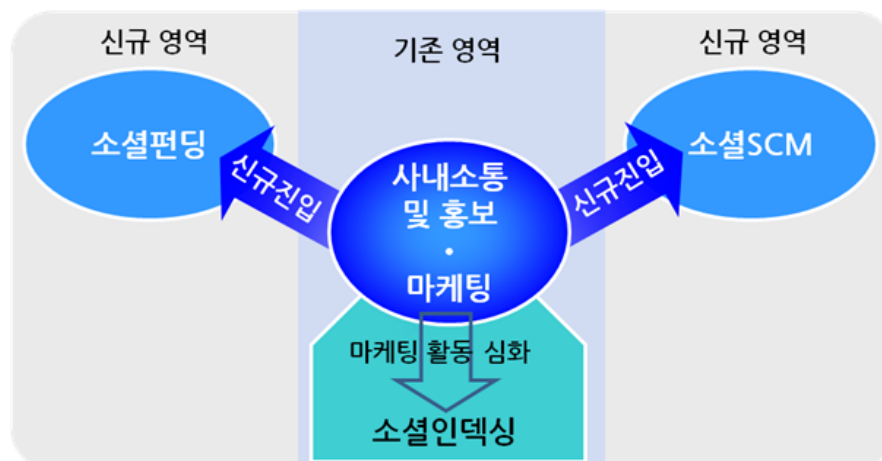 신규 영역
기존 영역
신규 영역
소셜펀딩
신규진입
사내소통
및 홍보
·
마케팅
신규진입
소셜SCM
마케팅 활동 심화
소셜인덱싱